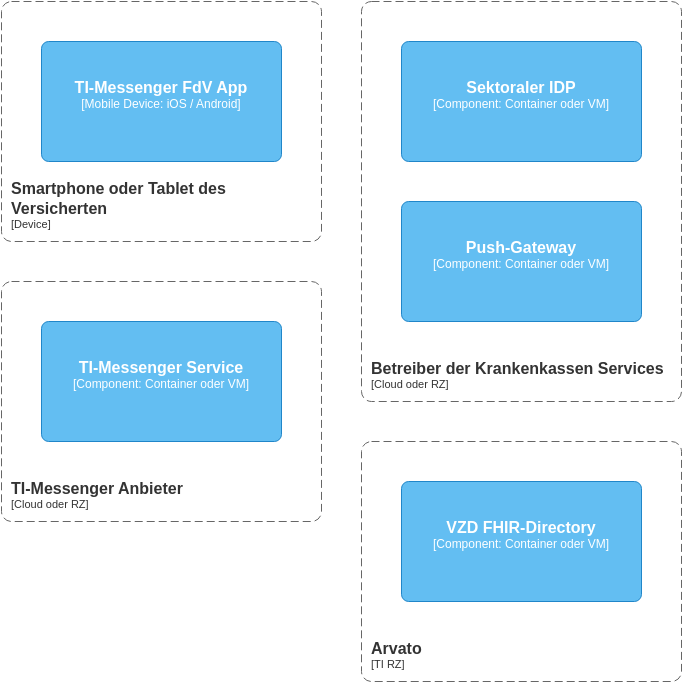 TI-Messenger FdV App
[Mobile Device: iOS / Android]
Smartphone oder Tablet des
Versicherten
[Device]
Sektoraler IDP
[Component: Container oder VM]
Push-Gateway
[Component: Container oder VM]
Betreiber der Krankenkassen Services
[Cloud oder RZ]
TI-Messenger Service
[Component: Container oder VM]
TI-Messenger Anbieter
[Cloud oder RZ]
VZD FHIR-Directory
[Component: Container oder VM]
Arvato
[TI RZ]